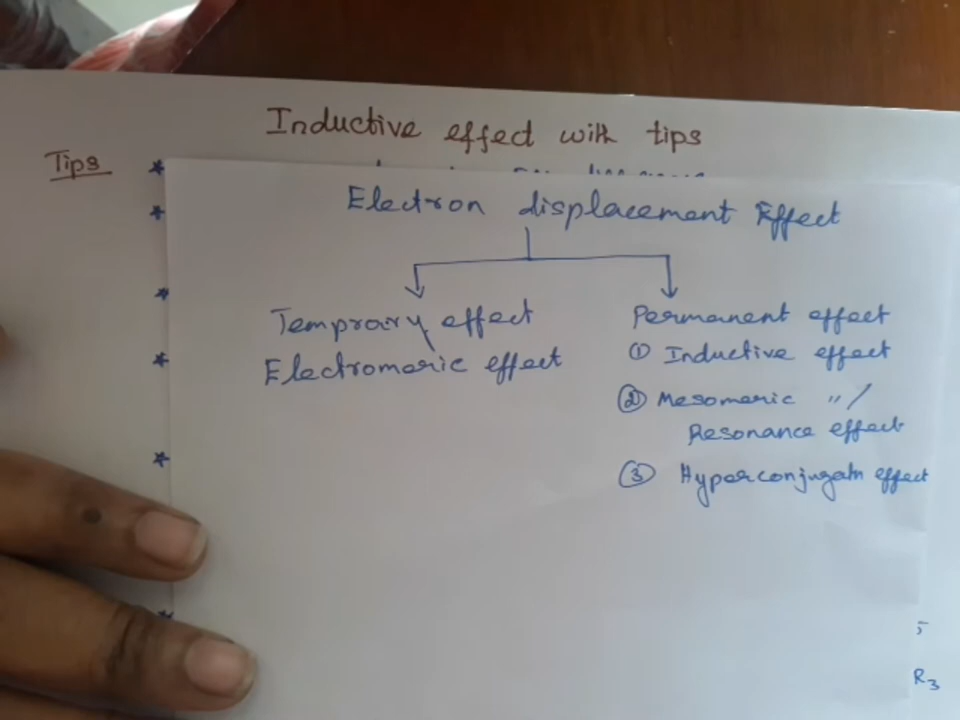 Inductive effect with tips
Tips
Electron displacement Effect
Temprairy effect
Electromeric effect
Permanent effect
① Inductive effect
② Mesomeric " /
Resonance effect
③ Hyperconjugatn effect
;
R3